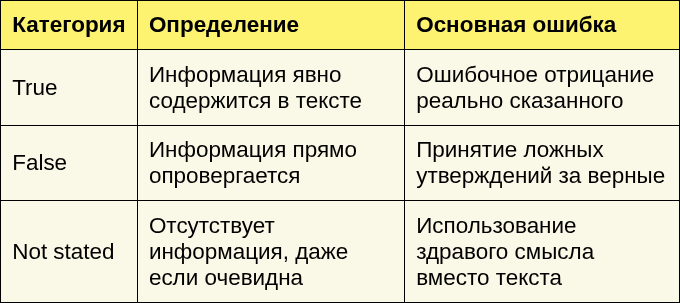 Категория Определение Основная ошибка
True
Информация явно
содержится в тексте
Ошибочное отрицание
реально сказанного
False
Информация прямо
опровергается
Принятие ложных
утверждений за верные
Not stated
Отсутствует
информация, даже
если очевидна
Использование
здравого смысла
вместо текста